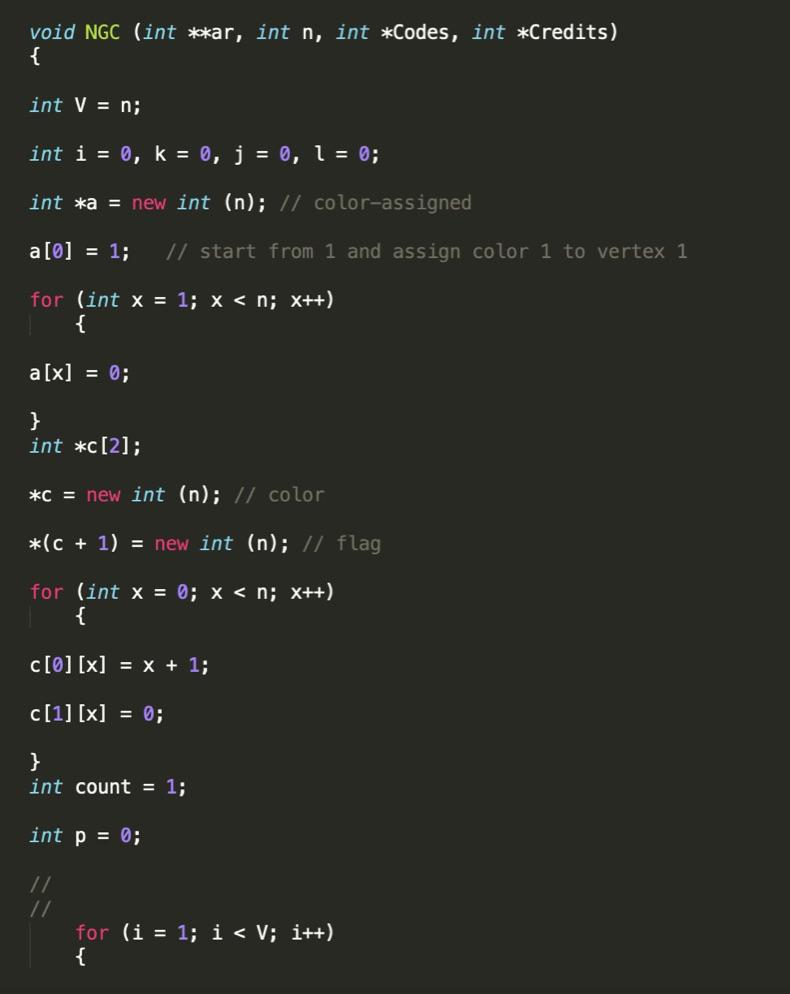 void NGC (int **ar, int n, int *Codes, int *Credits)
{
int V = n;
int i = 0, k = 0, j = 0, l = 0;
int *a = new int (n); // color-assigned
a[0] = 1;   // start from 1 and assign color 1 to vertex 1
for (int x = 1; x < n; x++)
    {
a[x] = 0;
}
int *c[2];
*c = new int (n); // color
*(c + 1) = new int (n); // flag
for (int x = 0; x < n; x++)
    {
c[0][x] = x + 1;
c[1][x] = 0;
}
int count = 1;
int p = 0;
//
//
    for (i = 1; i < V; i++)
    {